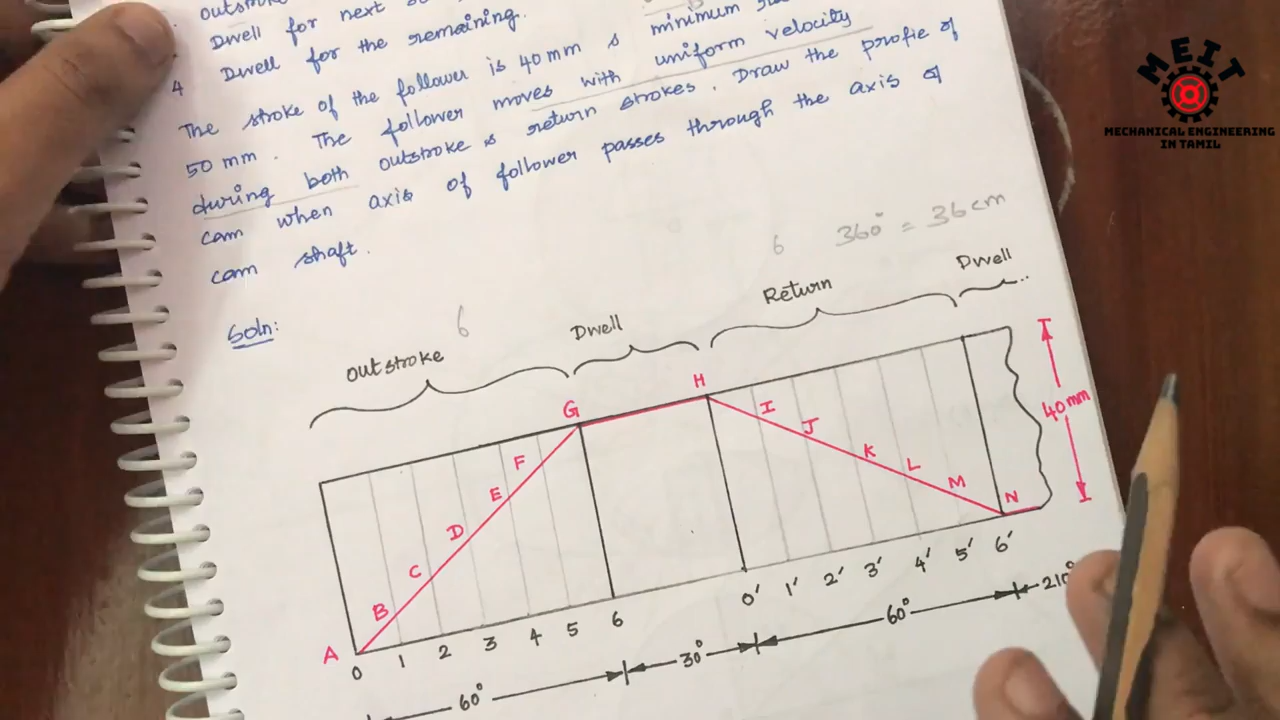 outstroke
Dwell for next
4 Dwell for the remaining.
The stroke of the follower is 40 mm & minimum
50 mm. The follower moves with uniform velocity
during both outstroke & return strokes. Draw the profie of
cam when axis of follower passes through the axis of
cam shaft.
6 360° = 36 cm
Soln:
6
outstroke
Dwell
Return
Dwell
G
H
I
J
K
L
M
N
F
E
D
C
B
A
40 mm
0 1 2 3 4 5 6
0' 1' 2' 3' 4' 5' 6'
60° 30° 60° 210°
MEIT
MECHANICAL ENGINEERING
IN TAMIL